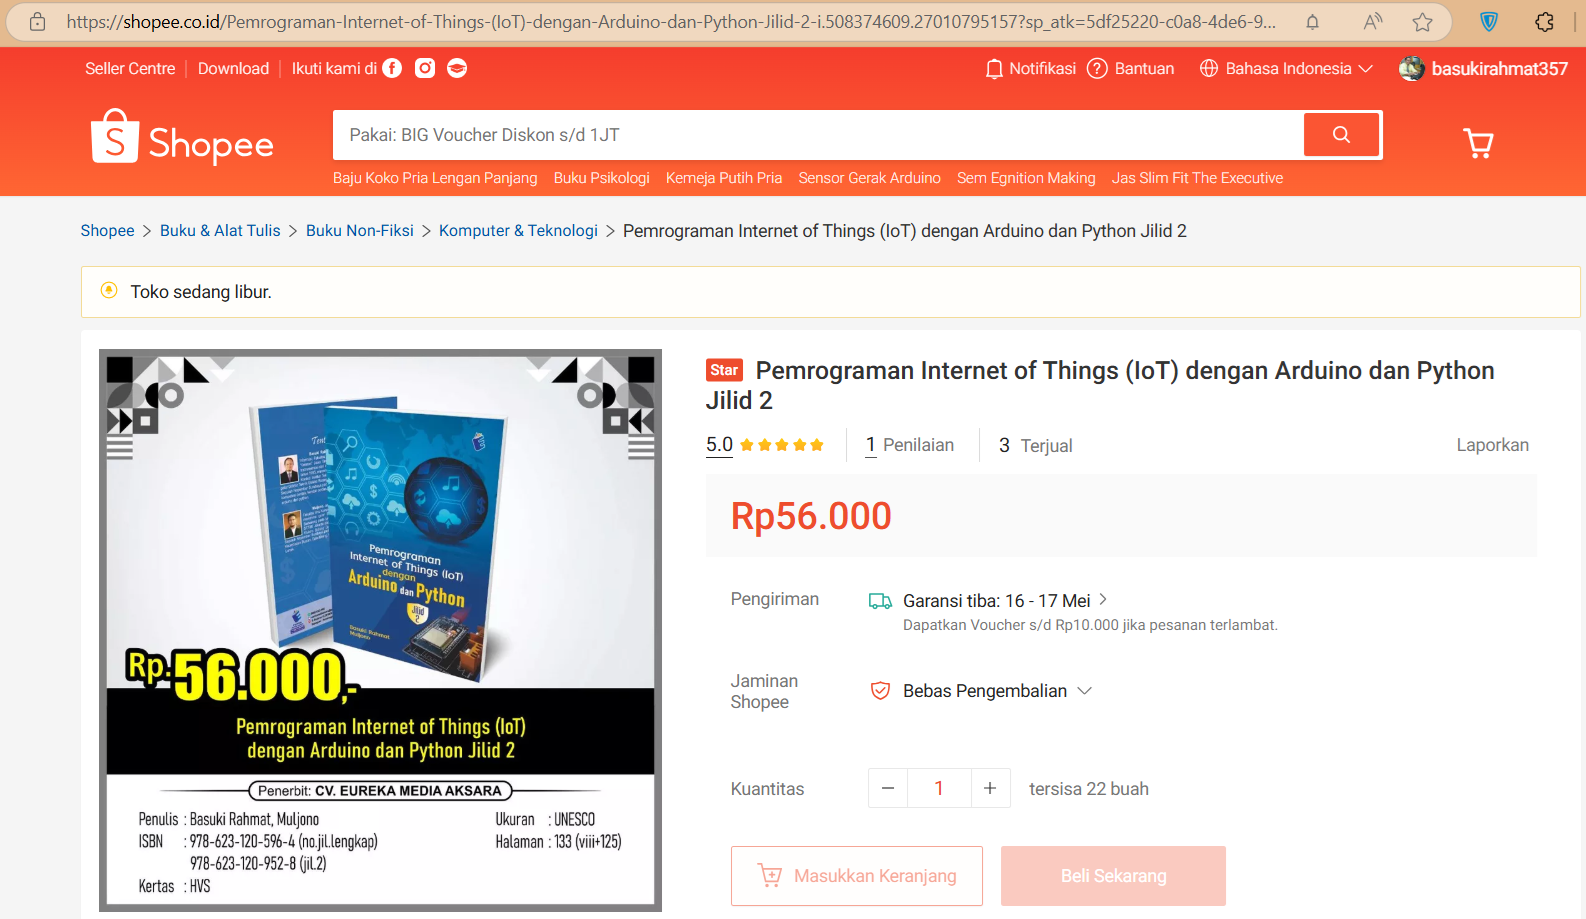 https://shopee.co.id/Pemrograman-Internet-of-Things-(IoT)-dengan-Arduino-dan-Python-Jilid-2-i.508374609.27010795157?sp_atk=5df25220-c0a8-4de6-9...
Seller Centre Download Ikuti kami di
Notifikasi Bantuan Bahasa Indonesia basukirahmat357
Shopee
Pakai: BIG Voucher Diskon s/d 1JT
Baju Koko Pria Lengan Panjang Buku Psikologi Kemeja Putih Pria Sensor Gerak Arduino Sem Egnition Making Jas Slim Fit The Executive
Shopee > Buku & Alat Tulis > Buku Non-Fiksi > Komputer & Teknologi > Pemrograman Internet of Things (IoT) dengan Arduino dan Python Jilid 2
Toko sedang libur.
Pemrograman
Internet of Things (IoT)
dengan
Arduino dan Python
Jilid
2
Basuki Rahmat
Muljono
Rp.56.000,-
Pemrograman Internet of Things (IoT)
dengan Arduino dan Python Jilid 2
Penerbit: CV. EUREKA MEDIA AKSARA
Penulis : Basuki Rahmat, Muljono
ISBN : 978-623-120-596-4 (no.jil.lengkap)
978-623-120-952-8 (jil.2)
Kertas : HVS
Ukuran : UNESCO
Halaman : 133 (viii+125)
Star Pemrograman Internet of Things (IoT) dengan Arduino dan Python
Jilid 2
5.0 1 Penilaian 3 Terjual Laporkan
Rp56.000
Pengiriman Garansi tiba: 16 - 17 Mei >
Dapatkan Voucher s/d Rp10.000 jika pesanan terlambat.
Jaminan
Shopee
Bebas Pengembalian
Kuantitas − 1 + tersisa 22 buah
Masukkan Keranjang Beli Sekarang